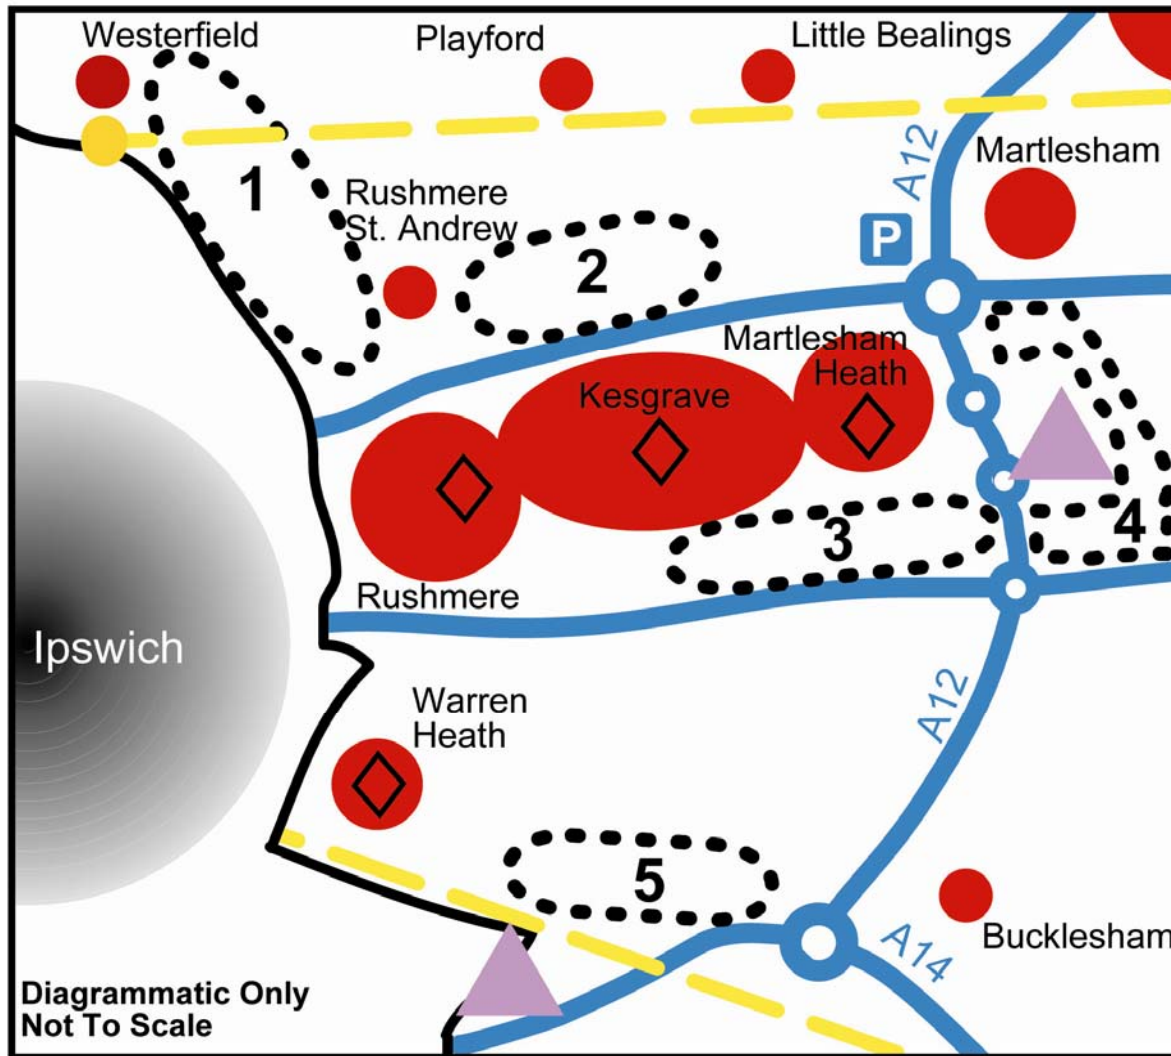 Westerfield
Playford
Little Bealings
A12
Martlesham
1
Rushmere
St. Andrew
2
P
Martlesham
Heath
Kesgrave
3
4
Rushmere
Ipswich
Warren
Heath
A12
5
Bucklesham
A14
Diagrammatic Only
Not To Scale